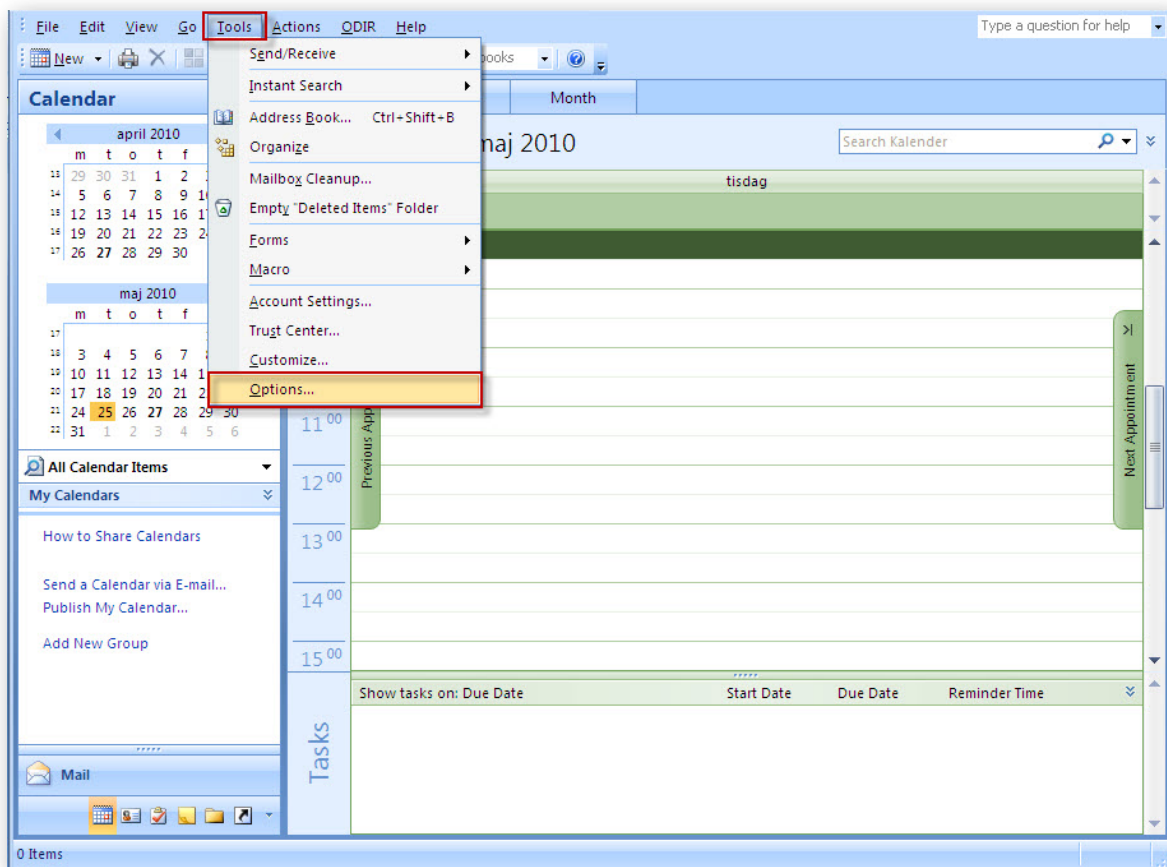 File Edit View Go Tools Actions ODIR Help Type a question for help
New
Calendar
Month
april 2010
m t o t f
13 29 30 31 1 2
14 5 6 7 8 9
15 12 13 14 15 16
16 19 20 21 22 23
17 26 27 28 29 30
maj 2010
m t o t f
17
18 3 4 5 6 7
19 10 11 12 13 14
20 17 18 19 20 21
21 24 25 26 27 28 29 30
22 31 1 2 3 4 5 6
All Calendar Items
My Calendars
How to Share Calendars
Send a Calendar via E-mail...
Publish My Calendar...
Add New Group
Mail
0 Items
Send/Receive
Instant Search
Address Book... Ctrl+Shift+B
Organize
Mailbox Cleanup...
Empty "Deleted Items" Folder
Forms
Macro
Account Settings...
Trust Center...
Customize...
Options...
maj 2010
Search Kalender
tisdag
11 00
12 00
13 00
14 00
15 00
Previous
Next Appointment
Show tasks on: Due Date Start Date Due Date Reminder Time
Tasks